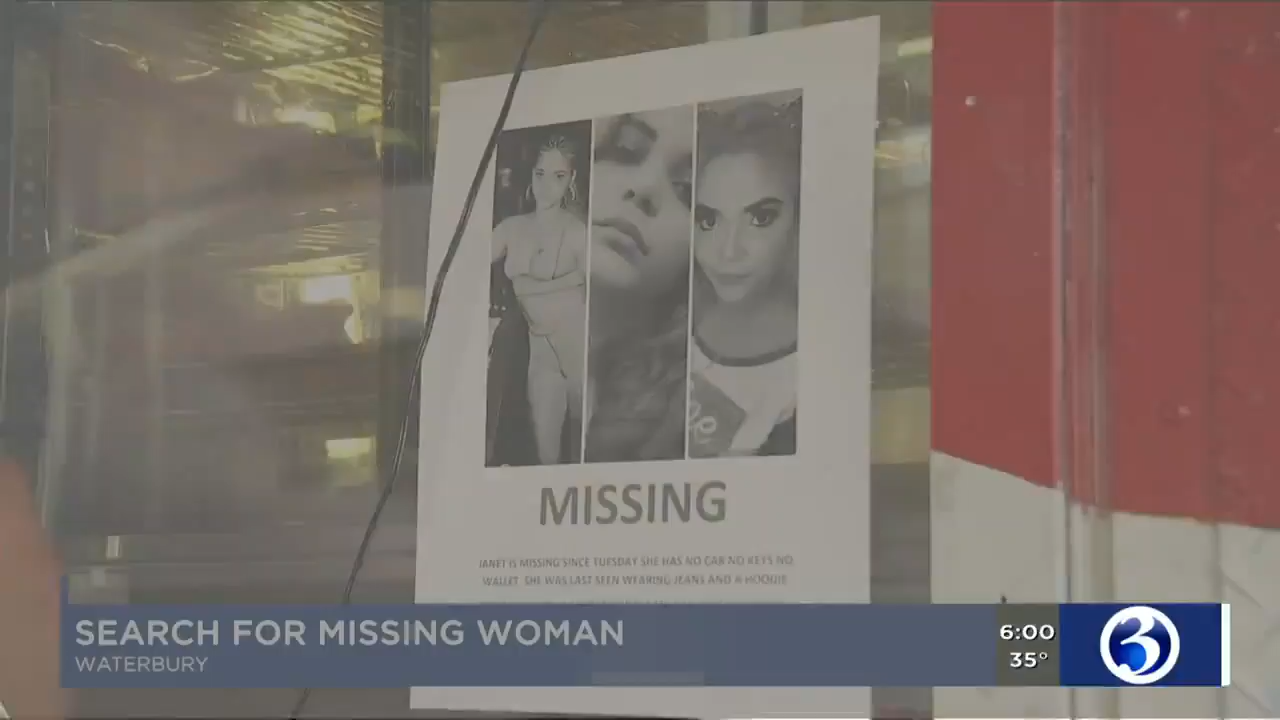 MISSING
JANET IS MISSING SINCE TUESDAY SHE HAS NO CAR NO KEYS NO
WALLET. SHE WAS LAST SEEN WEARING JEANS AND A HOODIE
SEARCH FOR MISSING WOMAN
WATERBURY
6:00
35°
3